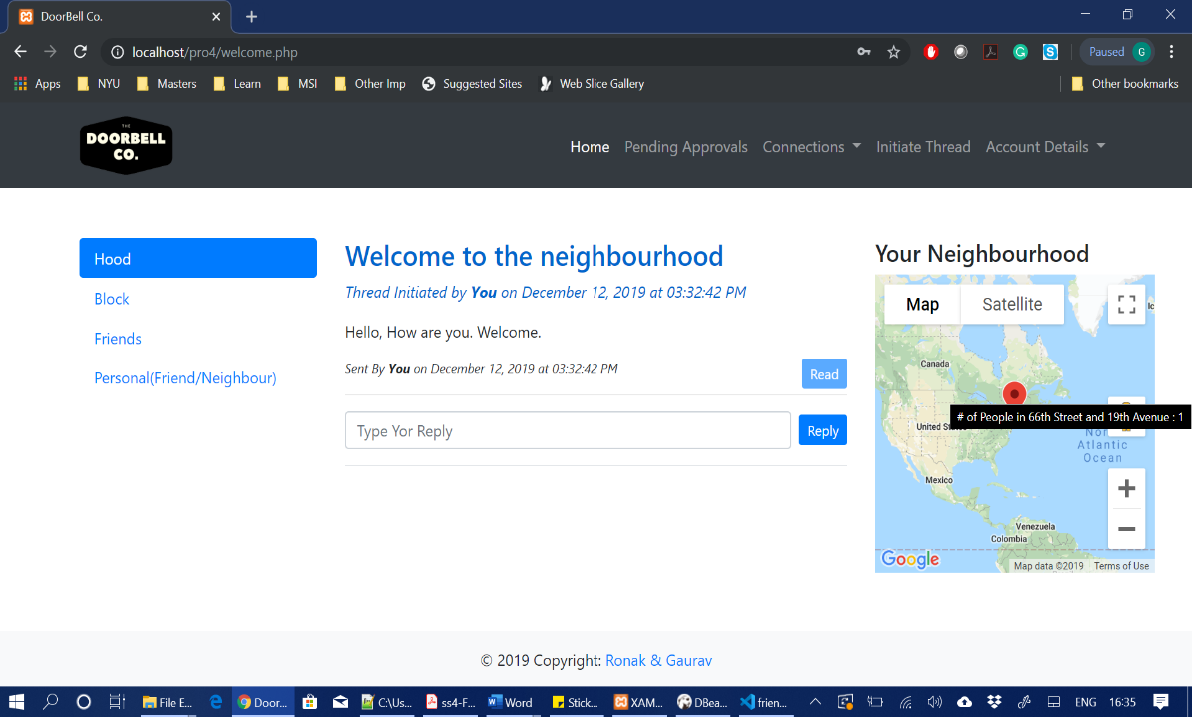 DoorBell Co.
localhost/pro4/welcome.php
Paused G
Apps NYU Masters Learn MSI Other Imp Suggested Sites Web Slice Gallery Other bookmarks
THE
DOORBELL
CO.
Home Pending Approvals Connections Initiate Thread Account Details
Hood
Block
Friends
Personal(Friend/Neighbour)
Welcome to the neighbourhood
Thread Initiated by You on December 12, 2019 at 03:32:42 PM
Hello, How are you. Welcome.
Sent By You on December 12, 2019 at 03:32:42 PM
Read
Type Yor Reply
Reply
Your Neighbourhood
Map Satellite
Canada
# of People in 66th Street and 19th Avenue : 1
United
Atlantic
Ocean
Mexico
Venezuela
Colombia
Google
Map data ©2019 Terms of Use
© 2019 Copyright: Ronak & Gaurav
File E... Door... C:\Us... ss4-F... Word Stick... XAM... DBea... frien... ENG 16:35